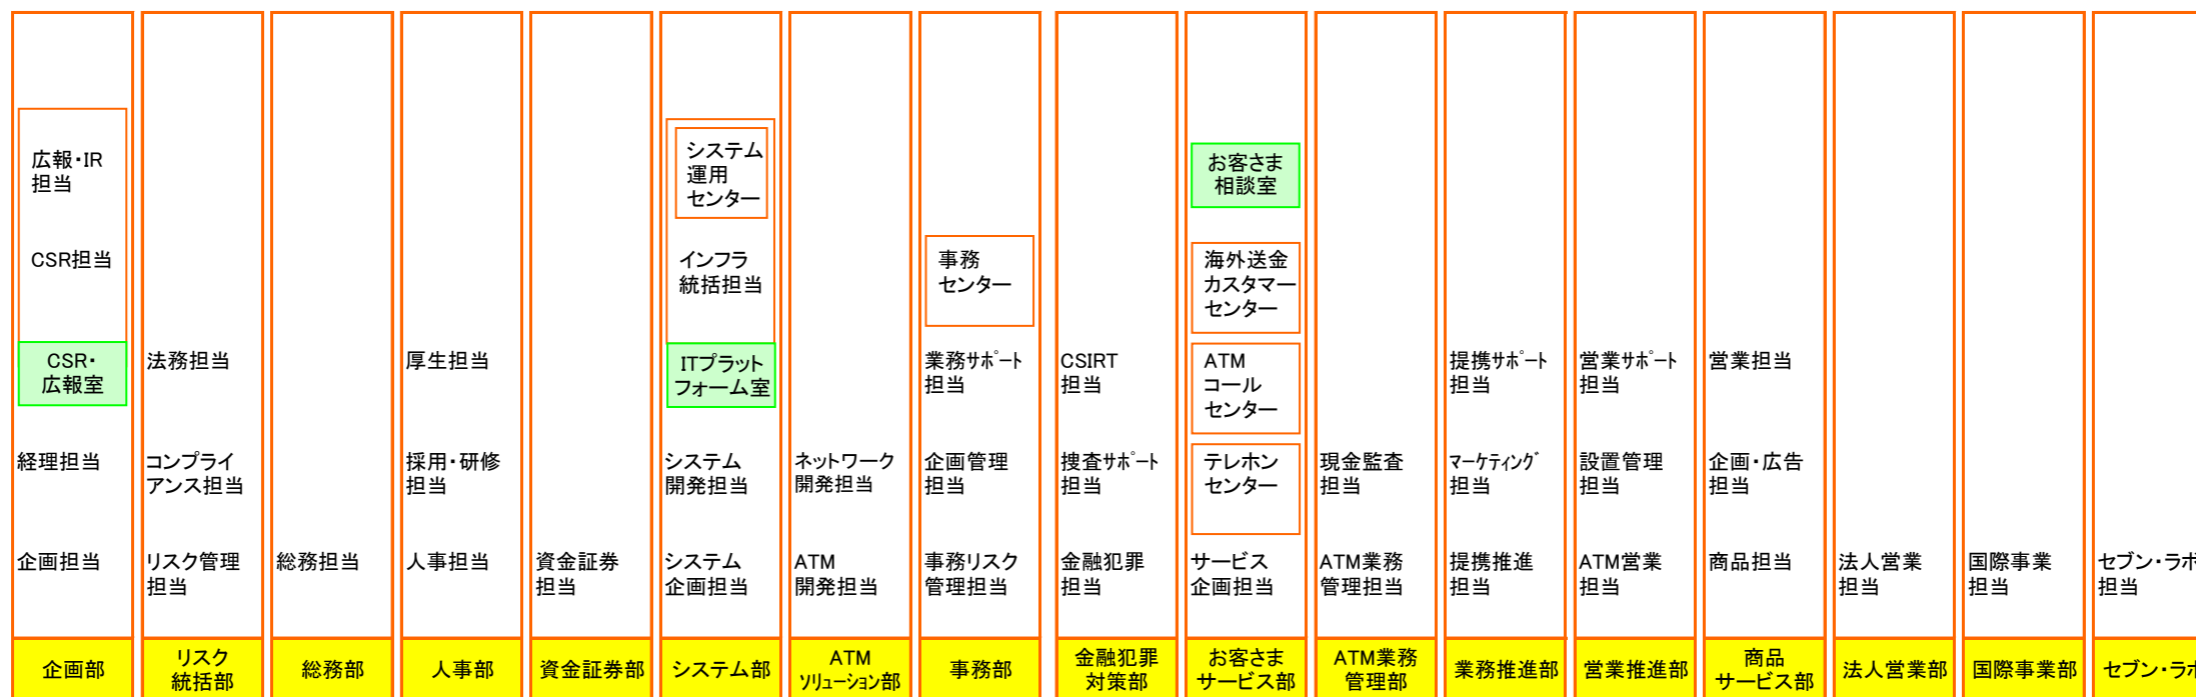 広報・IR
担当
CSR担当
CSR・
広報室
経理担当
企画担当
企画部
法務担当
コンプライ
アンス担当
リスク管理
担当
リスク
統括部
総務担当
総務部
厚生担当
採用・研修
担当
人事担当
人事部
資金証券
担当
資金証券部
システム
運用
センター
インフラ
統括担当
ITプラット
フォーム室
システム
開発担当
システム
企画担当
システム部
ネットワーク
開発担当
ATM
開発担当
ATM
ソリューション部
事務
センター
業務サポート
担当
企画管理
担当
事務リスク
管理担当
事務部
CSIRT
担当
捜査サポート
担当
金融犯罪
担当
金融犯罪
対策部
お客さま
相談室
海外送金
カスタマー
センター
ATM
コール
センター
テレホン
センター
サービス
企画担当
お客さま
サービス部
現金監査
担当
ATM業務
管理担当
ATM業務
管理部
提携サポート
担当
マーケティング
担当
提携推進
担当
業務推進部
営業サポート
担当
設置管理
担当
ATM営業
担当
営業推進部
営業担当
企画・広告
担当
商品担当
商品
サービス部
法人営業
担当
法人営業部
国際事業
担当
国際事業部
セブン・ラボ
担当
セブン・ラボ